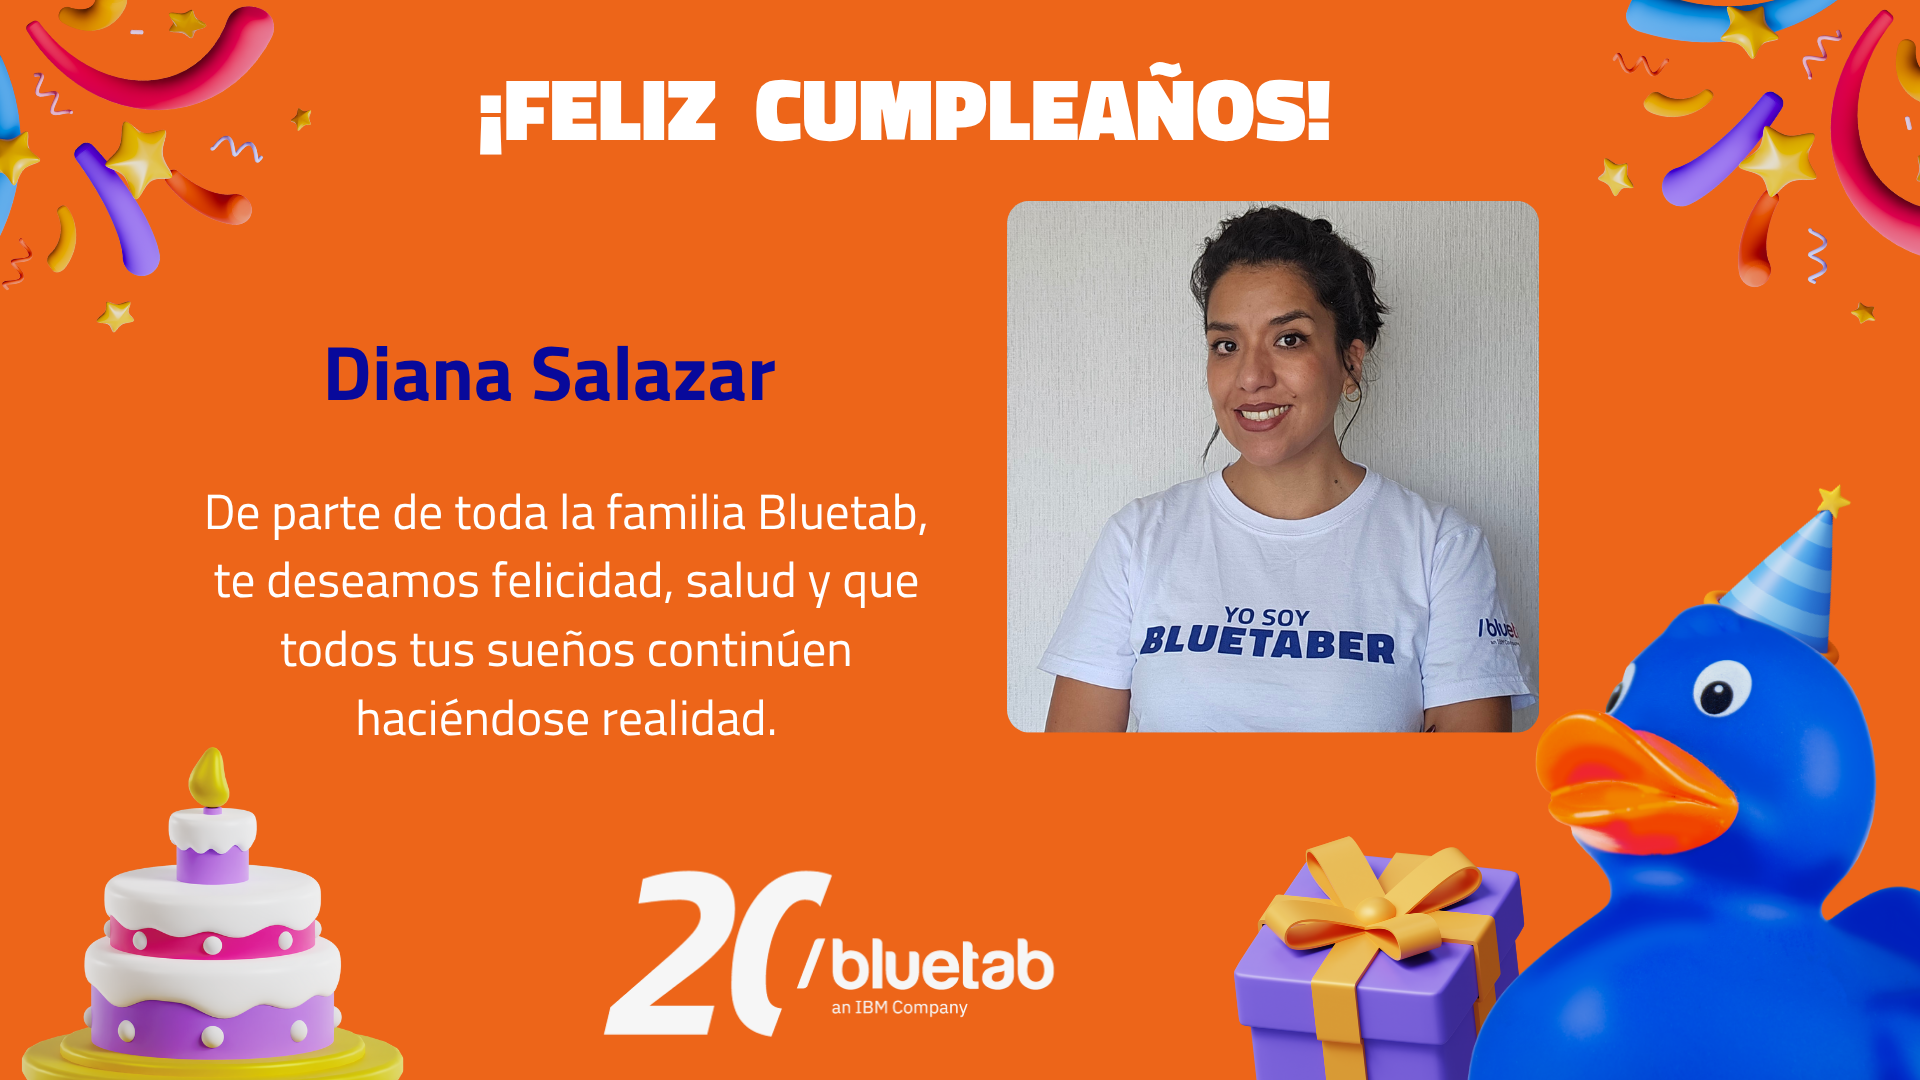 ¡FELIZ CUMPLEAÑOS!
Diana Salazar
De parte de toda la familia Bluetab,
te deseamos felicidad, salud y que
todos tus sueños continúen
haciéndose realidad.
YO SOY
BLUETABER
20/bluetab
an IBM Company